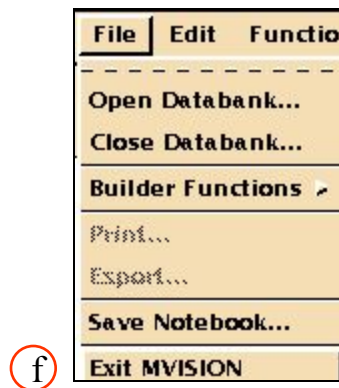 File Edit Functio
Open Databank...
Close Databank...
Builder Functions
Print...
Export...
Save Notebook...
f Exit MVISION